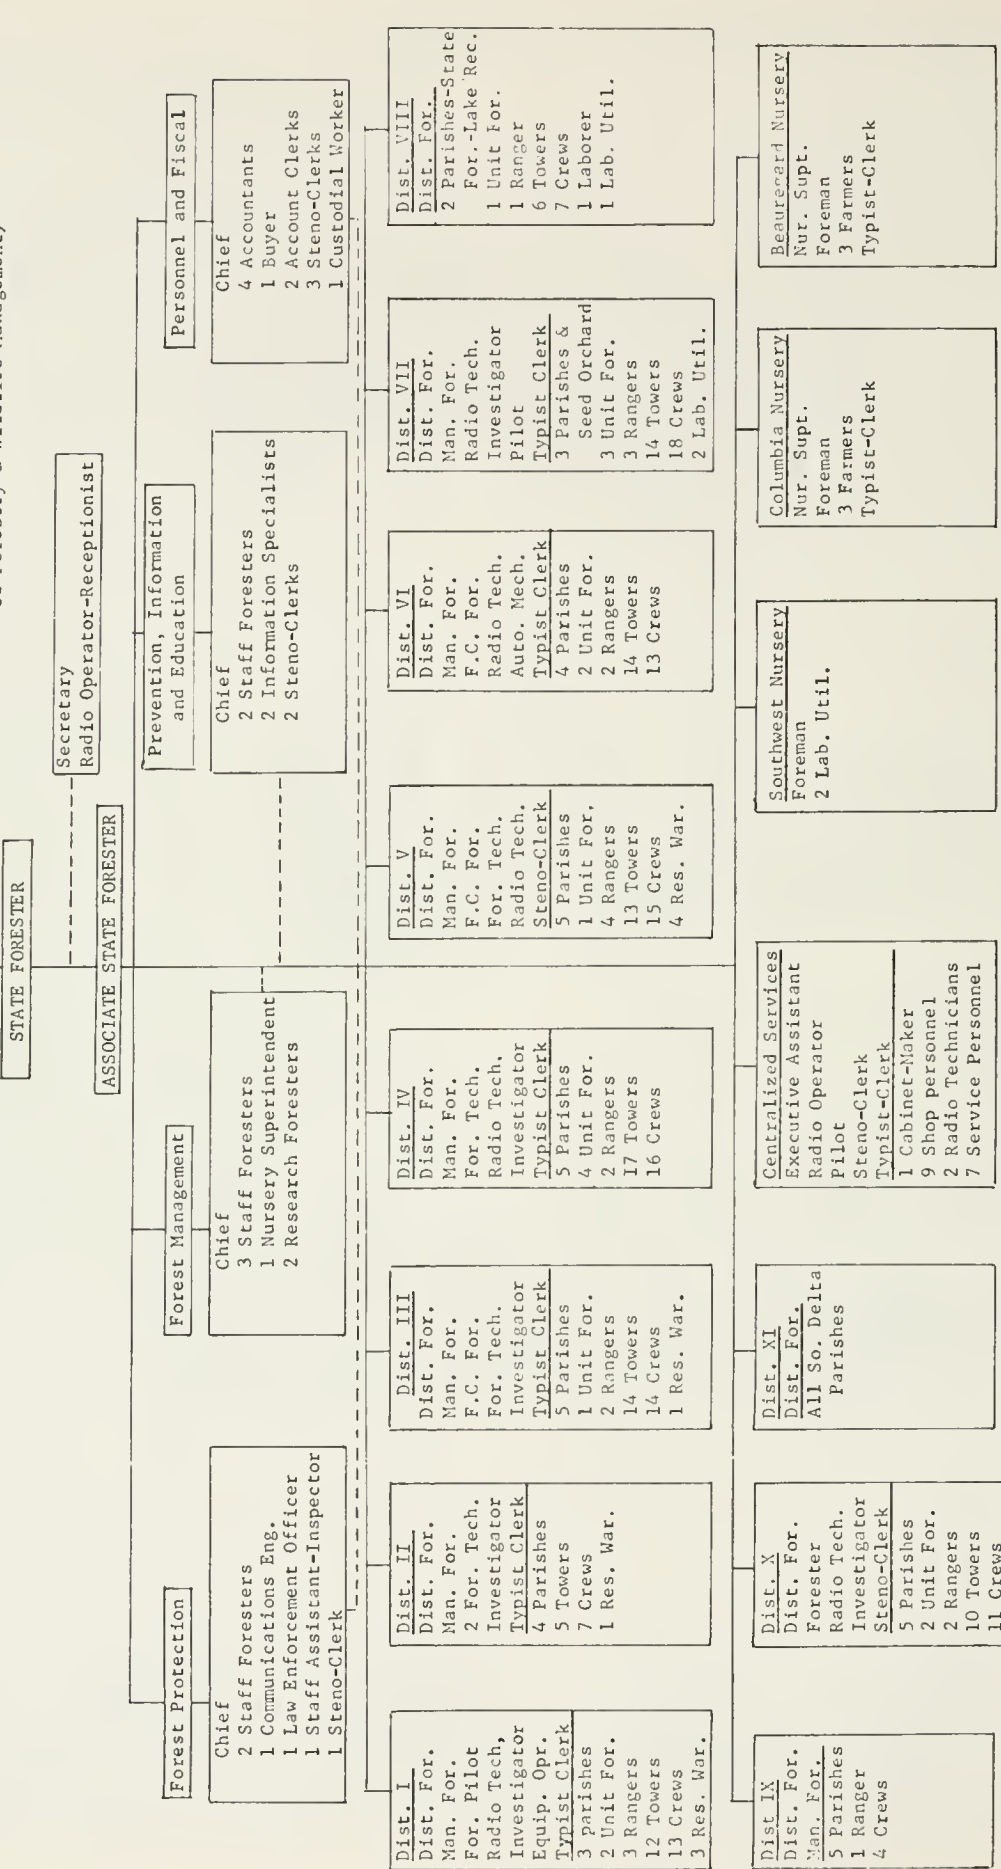 of Forestry & Wildlife Management)
STATE FORESTER
Secretary
Radio Operator-Receptionist
ASSOCIATE STATE FORESTER
Forest Protection
Chief
2 Staff Foresters
1 Communications Eng.
1 Law Enforcement Officer
1 Staff Assistant-Inspector
1 Steno-Clerk
Forest Management
Chief
3 Staff Foresters
1 Nursery Superintendent
2 Research Foresters
Prevention, Information
and Education
Chief
2 Staff Foresters
2 Information Specialists
2 Steno-Clerks
Personnel and Fiscal
Chief
4 Accountants
1 Buyer
2 Account Clerks
3 Steno-Clerks
1 Custodial Worker
Dist. I
Dist. For.
Man. For.
For. Pilot
Radio Tech,
Investigator
Equip. Opr.
Typist Clerk
3 parishes
2 Unit For.
3 Rangers
12 Towers
13 Crews
3 Res. War.
Dist. II
Dist. For.
Man. For.
2 For. Tech.
Investigator
Typist Clerk
4 Parishes
5 Towers
7 Crews
1 Res. War.
Dist. III
Dist. For.
Man. For.
F.C. For.
For. Tech.
Investigator
Typist Clerk
5 Parishes
1 Unit For.
2 Rangers
14 Towers
14 Crews
1 Res. War.
Dist. IV
Dist. For.
Man. For.
For. Tech.
Radio Tech.
Investigator
Typist Clerk
5 Parishes
4 Unit For.
2 Rangers
17 Towers
16 Crews
Dist. V
Dist. For.
Man. For.
F.C. For.
For. Tech.
Radio Tech.
Steno-Clerk
5 Parishes
1 Unit For.
4 Rangers
13 Towers
15 Crews
4 Res. War.
Dist. VI
Dist. For.
Man. For.
F.C. For.
Radio Tech.
Auto. Mech.
Typist Clerk
4 Parishes
2 Unit For.
2 Rangers
14 Towers
13 Crews
Dist. VII
Dist. For.
Man. For.
Radio Tech.
Investigator
Pilot
Typist Clerk
3 Parishes &
Seed Orchard
3 Unit For.
3 Rangers
14 Towers
18 Crews
2 Lab. Util.
Dist. VIII
Dist. For.
2 Parishes-State
For.-Lake Rec.
1 Unit For.
1 Ranger
6 Towers
7 Crews
1 Laborer
1 Lab. Util.
Dist IX
Dist. For.
Man. For.
5 Parishes
1 Ranger
4 Crews
Dist. X
Dist. For.
Forester
Radio Tech.
Investigator
Steno-Clerk
5 Parishes
2 Unit For.
2 Rangers
10 Towers
11 Crews
Dist. XI
Dist. For.
All So. Delta
Parishes
Centralized Services
Executive Assistant
Radio Operator
Pilot
Steno-Clerk
Typist-Clerk
1 Cabinet-Maker
9 Shop personnel
2 Radio Technicians
7 Service Personnel
Southwest Nursery
Foreman
2 Lab. Util.
Columbia Nursery
Nur. Supt.
Foreman
3 Farmers
Typist-Clerk
Beauregard Nursery
Nur. Supt.
Foreman
3 Farmers
Typist-Clerk